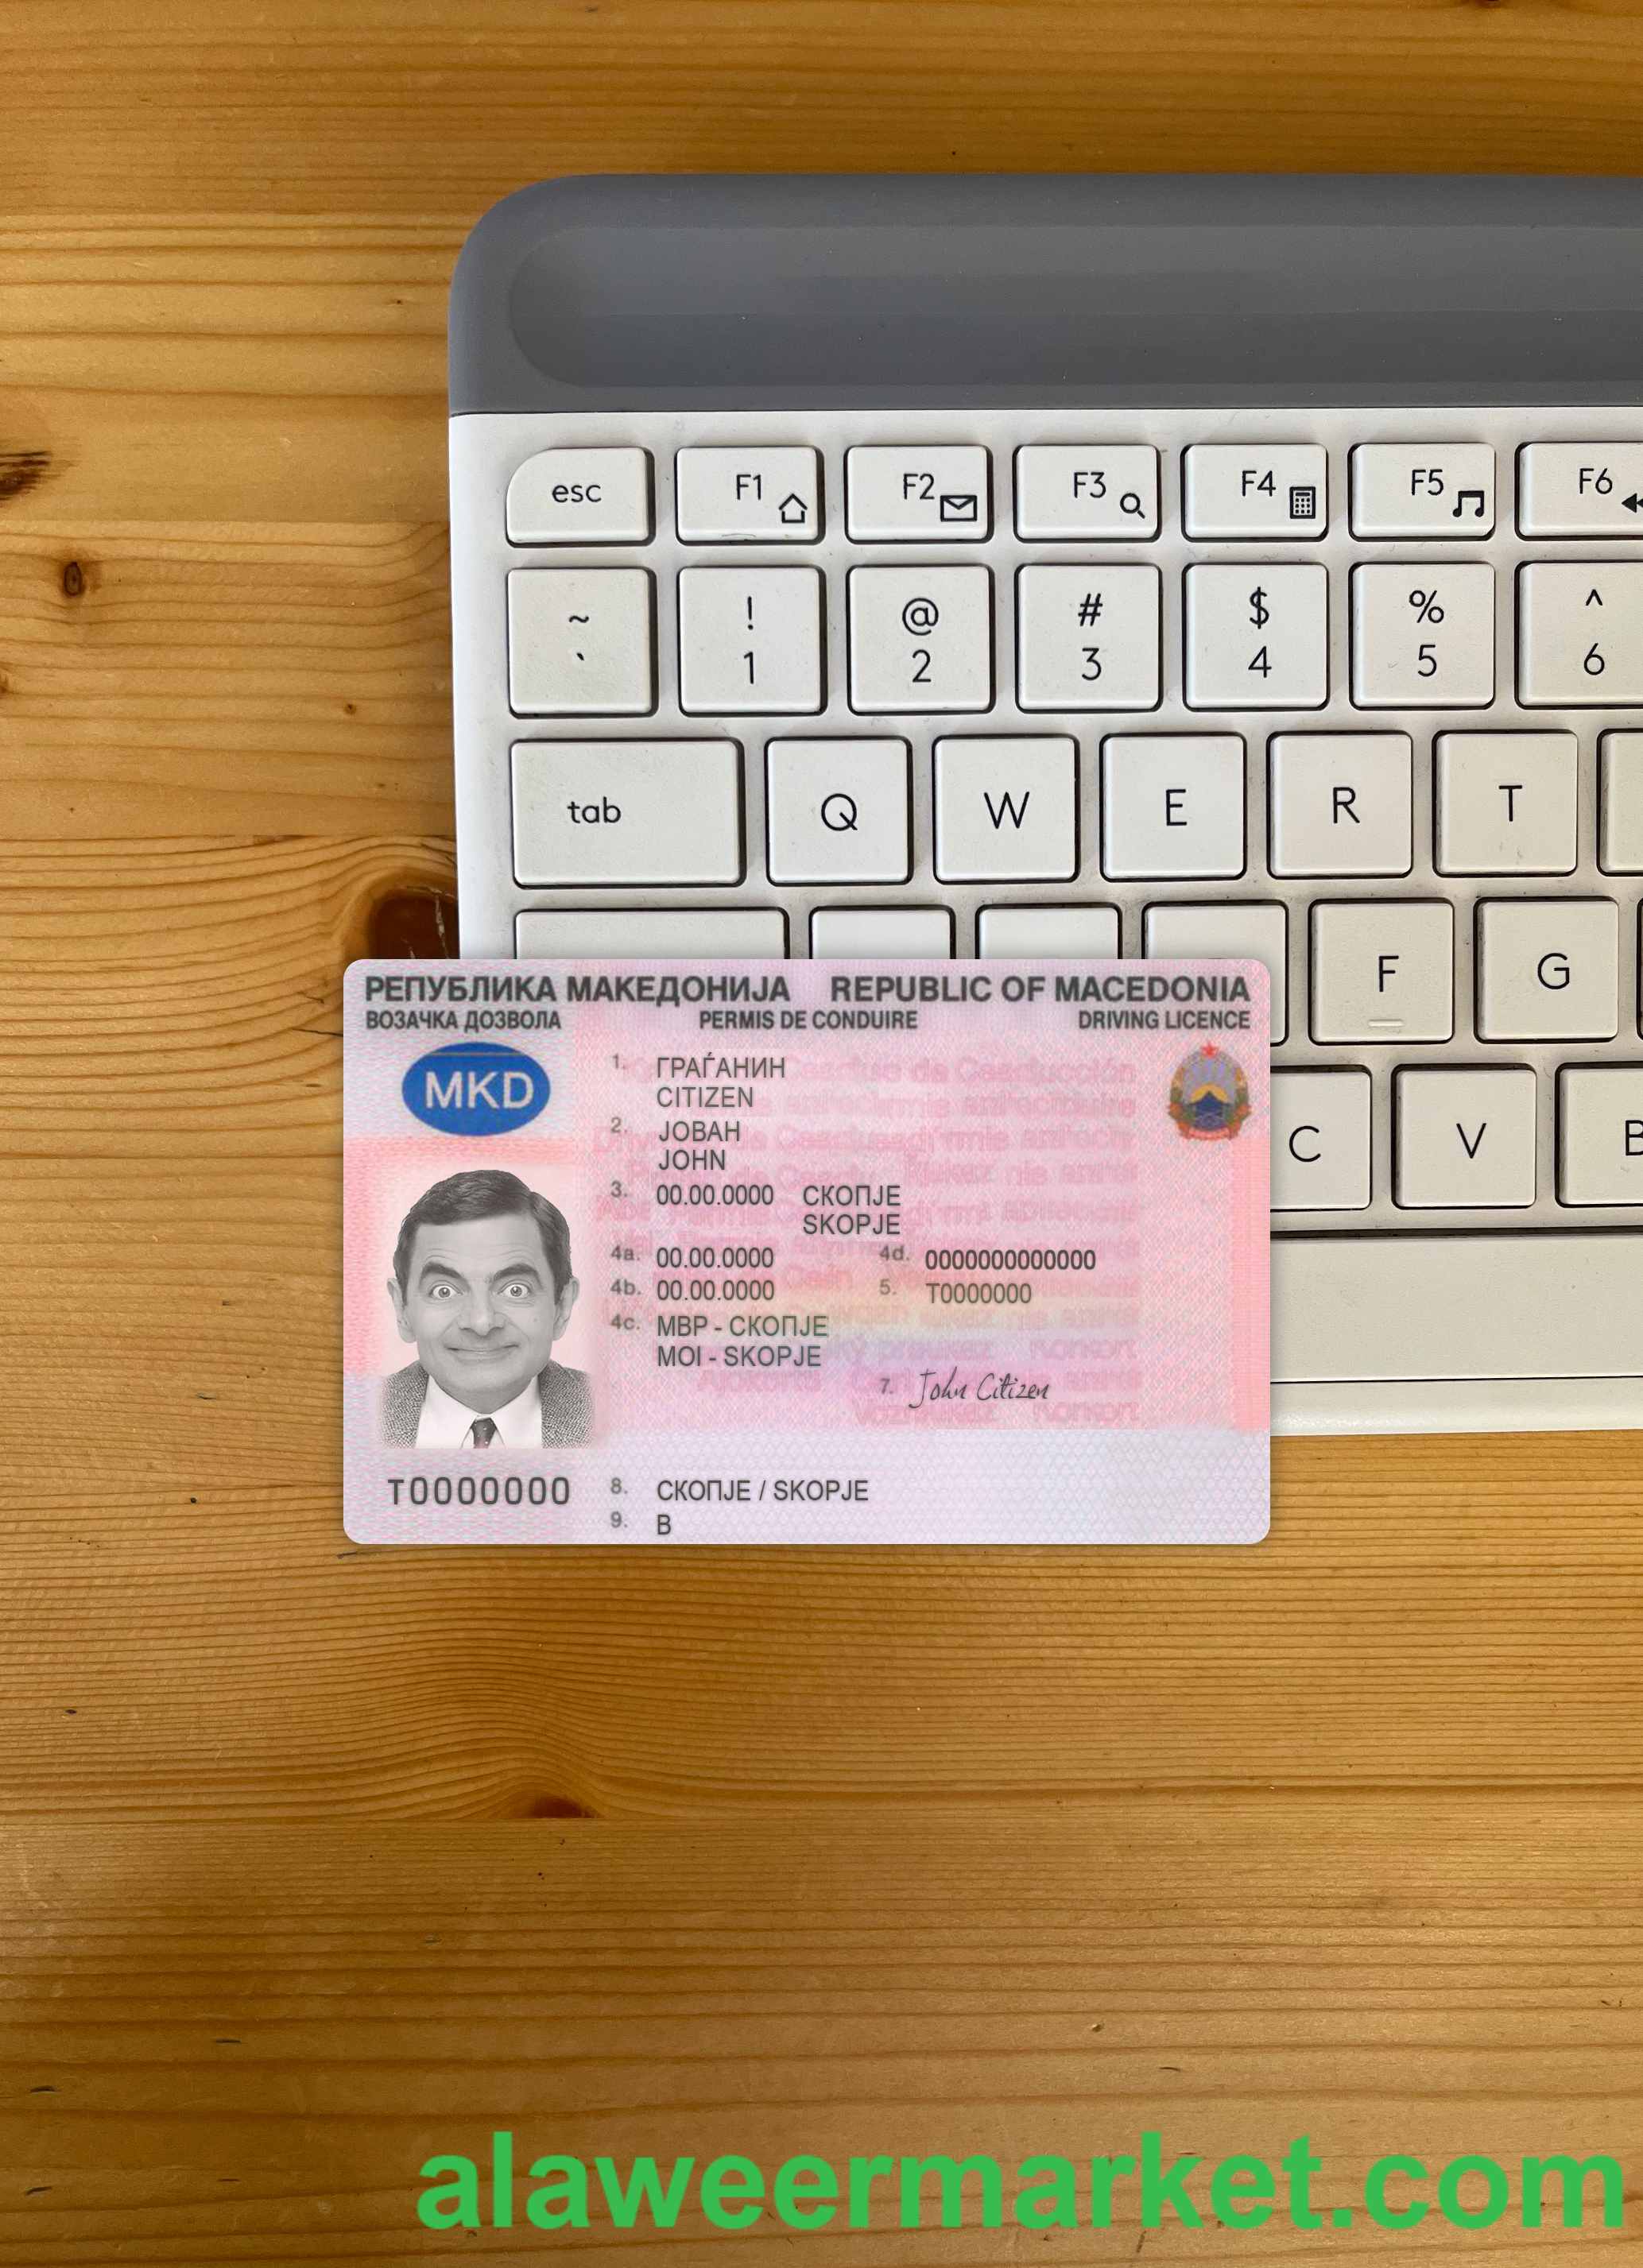 esc F1 F2 F3 F4 F5 F6
~ ! @ # $ % ^
` 1 2 3 4 5 6
tab Q W E R T
F G
C V B
РЕПУБЛИКА МАКЕДОНИЈА REPUBLIC OF MACEDONIA
ВОЗАЧКА ДОЗВОЛА PERMIS DE CONDUIRE DRIVING LICENCE
MKD
1. ГРАЃАНИН
CITIZEN
2. ЈОВАН
JOHN
3. 00.00.0000 СКОПЈЕ
SKOPJE
4a. 00.00.0000 4d. 0000000000000
4b. 00.00.0000 5. T0000000
4c. МВР - СКОПЈЕ
MOI - SKOPJE
7. John Citizen
T0000000 8. СКОПЈЕ / SKOPJE
9. B
alaweermarket.com